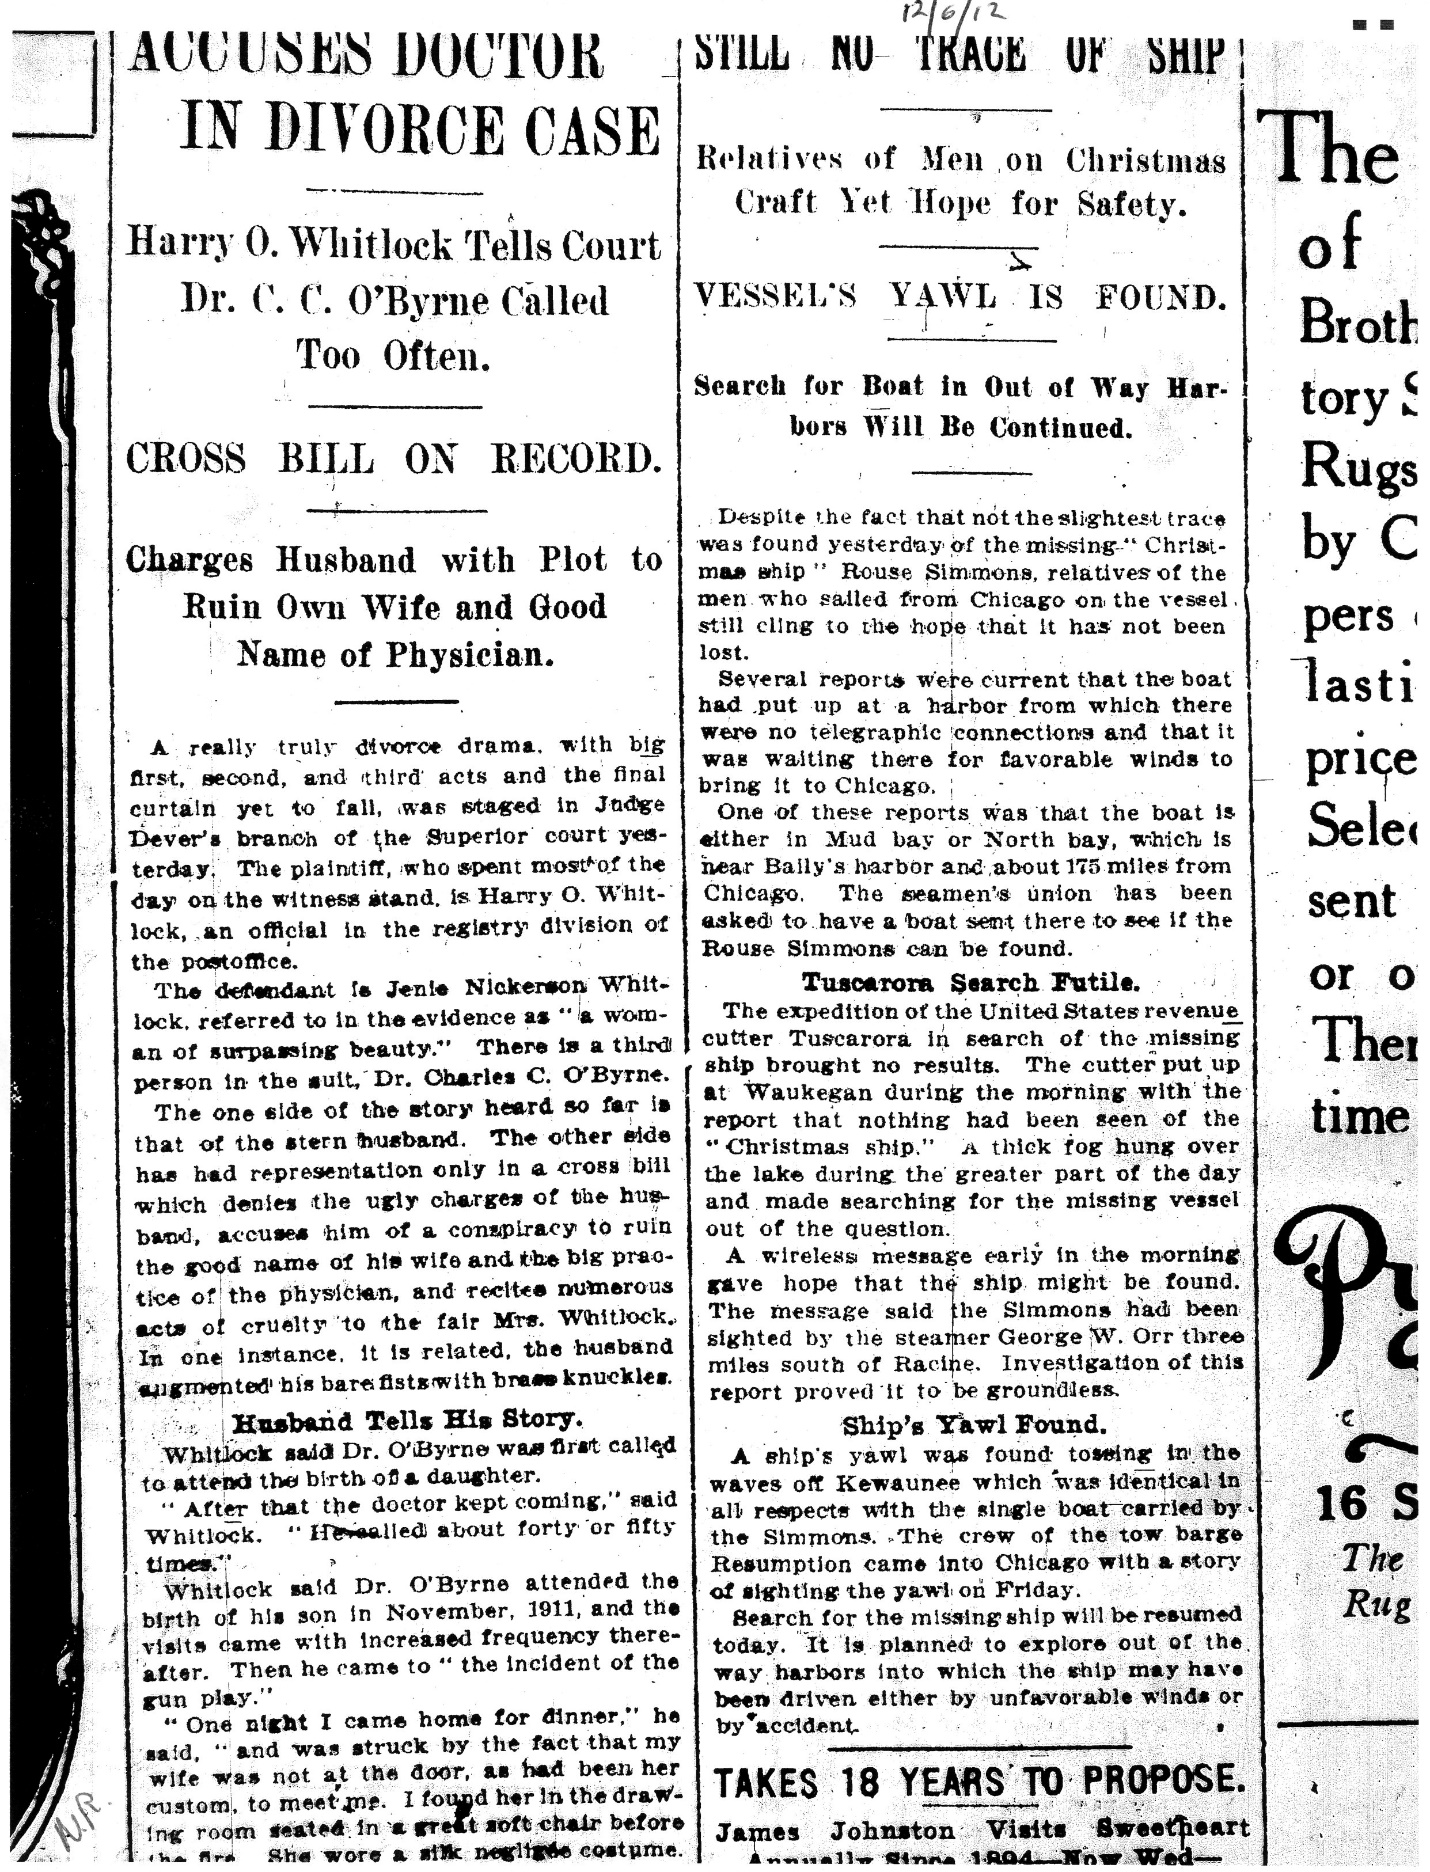 12/6/12
ACCUSES DOCTOR
IN DIVORCE CASE
Harry O. Whitlock Tells Court
Dr. C. C. O'Byrne Called
Too Often.
CROSS BILL ON RECORD.
Charges Husband with Plot to
Ruin Own Wife and Good
Name of Physician.
A really truly divorce drama, with big
first, second, and third acts and the final
curtain yet to fall, was staged in Judge
Dever's branch of the Superior court yes-
terday. The plaintiff, who spent most of the
day on the witness stand, is Harry O. Whit-
lock, an official in the registry division of
the postoffice.
The defendant is Jenie Nickerson Whit-
lock, referred to in the evidence as "a wom-
an of surpassing beauty." There is a third
person in the suit, Dr. Charles C. O'Byrne.
The one side of the story heard so far is
that of the stern husband. The other side
has had representation only in a cross bill
which denies the ugly charges of the hus-
band, accuses him of a conspiracy to ruin
the good name of his wife and the big prac-
tice of the physician, and recites numerous
acts of cruelty to the fair Mrs. Whitlock.
In one instance, it is related, the husband
augmented his bare fists with brass knuckles.
Husband Tells His Story.
Whitlock said Dr. O'Byrne was first called
to attend the birth of a daughter.
"After that the doctor kept coming," said
Whitlock. "He called about forty or fifty
times."
Whitlock said Dr. O'Byrne attended the
birth of his son in November, 1911, and the
visits came with increased frequency there-
after. Then he came to "the incident of the
gun play."
"One night I came home for dinner," he
said, "and was struck by the fact that my
wife was not at the door, as had been her
custom, to meet me. I found her in the draw-
ing room seated in a great soft chair before
the fire. She wore a silk negligée costume.
N.R.
STILL NO TRACE OF SHIP
Relatives of Men on Christmas
Craft Yet Hope for Safety.
VESSEL'S YAWL IS FOUND.
Search for Boat in Out of Way Har-
bors Will Be Continued.
Despite the fact that not the slightest trace
was found yesterday of the missing "Christ-
mas ship" Rouse Simmons, relatives of the
men who sailed from Chicago on the vessel
still cling to the hope that it has not been
lost.
Several reports were current that the boat
had put up at a harbor from which there
were no telegraphic connections and that it
was waiting there for favorable winds to
bring it to Chicago.
One of these reports was that the boat is
either in Mud bay or North bay, which is
near Baily's harbor and about 175 miles from
Chicago. The seamen's union has been
asked to have a boat sent there to see if the
Rouse Simmons can be found.
Tuscarora Search Futile.
The expedition of the United States revenue
cutter Tuscarora in search of the missing
ship brought no results. The cutter put up
at Waukegan during the morning with the
report that nothing had been seen of the
"Christmas ship." A thick fog hung over
the lake during the greater part of the day
and made searching for the missing vessel
out of the question.
A wireless message early in the morning
gave hope that the ship might be found.
The message said the Simmons had been
sighted by the steamer George W. Orr three
miles south of Racine. Investigation of this
report proved it to be groundless.
Ship's Yawl Found.
A ship's yawl was found tossing in the
waves off Kewaunee which was identical in
all respects with the single boat carried by
the Simmons. The crew of the tow barge
Resumption came into Chicago with a story
of sighting the yawl on Friday.
Search for the missing ship will be resumed
today. It is planned to explore out of the
way harbors into which the ship may have
been driven either by unfavorable winds or
by accident.
TAKES 18 YEARS TO PROPOSE.
James Johnston Visits Sweetheart
Annually Since 1894—Now Wed—
The
of
Broth
tory S
Rugs
by C
pers
lasti
price
Selec
sent
or o
Ther
time
Pu
16 S
The
Rug